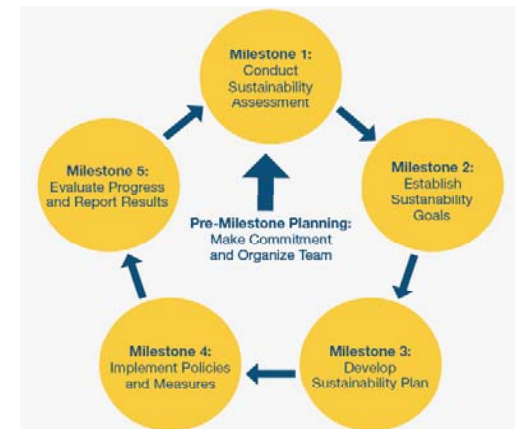 Milestone 1:
Conduct
Sustainability
Assessment
Milestone 2:
Establish
Sustanability
Goals
Milestone 3:
Develop
Sustainability Plan
Milestone 4:
Implement Policies
and Measures
Milestone 5:
Evaluate Progress
and Report Results
Pre-Milestone Planning:
Make Commitment
and Organize Team